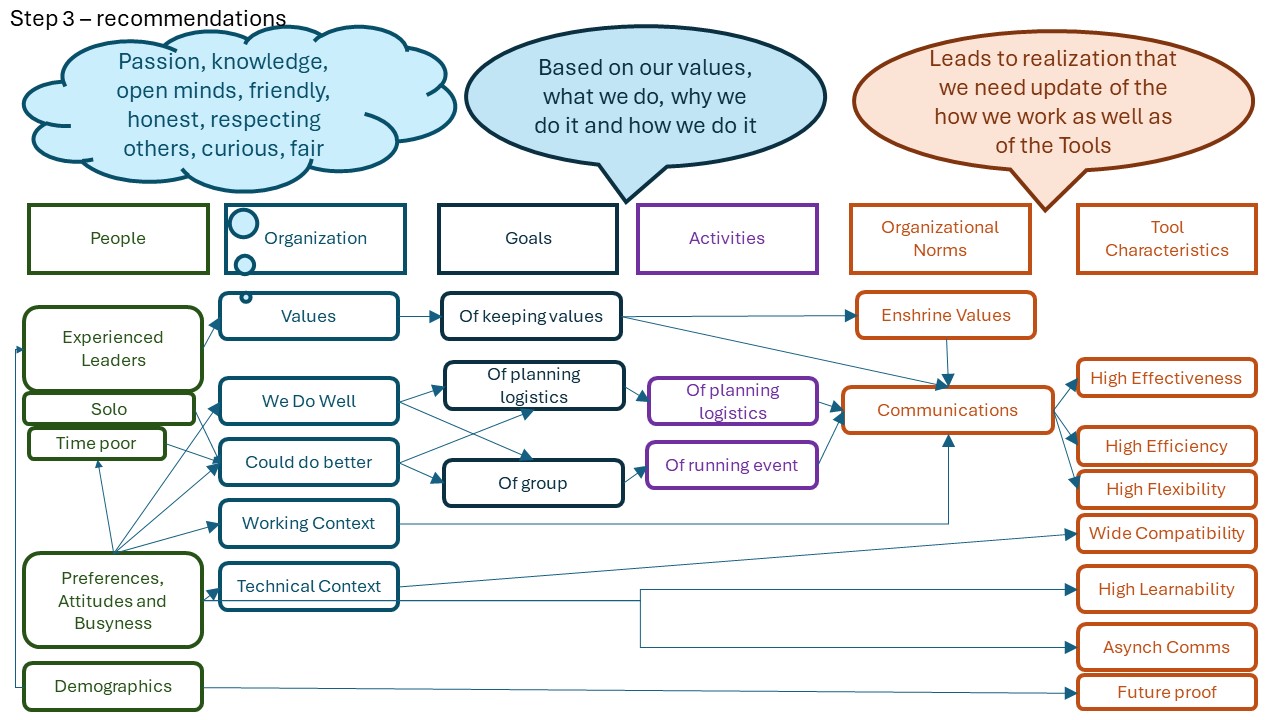 Step 3 – recommendations
Passion, knowledge,
open minds, friendly,
honest, respecting
others, curious, fair
Based on our values,
what we do, why we
do it and how we do it
Leads to realization that
we need update of the
how we work as well as
of the Tools
People
Organization
Goals
Activities
Organizational
Norms
Tool
Characteristics
Experienced
Leaders
Solo
Time poor
Preferences,
Attitudes and
Busyness
Demographics
Values
We Do Well
Could do better
Working Context
Technical Context
Of keeping values
Of planning
logistics
Of group
Of planning
logistics
Of running event
Enshrine Values
Communications
High Effectiveness
High Efficiency
High Flexibility
Wide Compatibility
High Learnability
Asynch Comms
Future proof